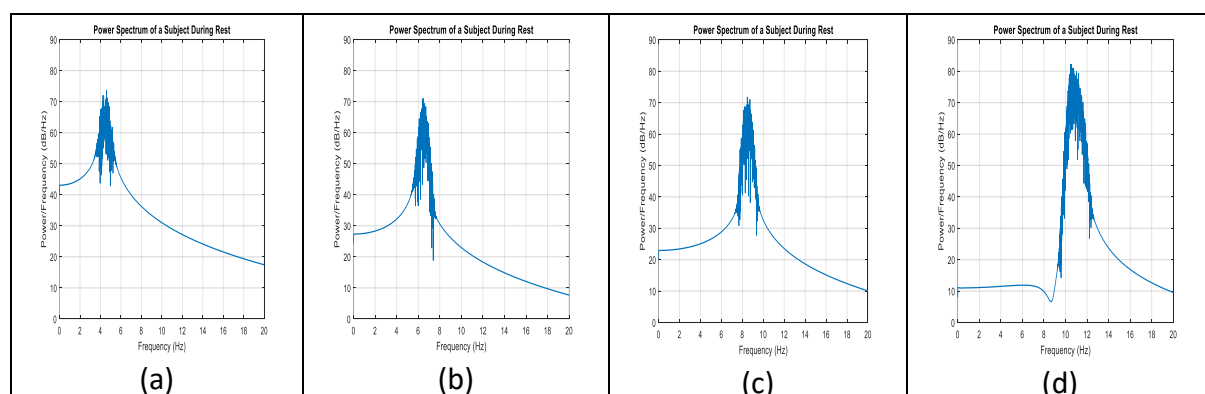 Power Spectrum of a Subject During Rest
Power/Frequency (dB/Hz)
90
80
70
60
50
40
30
20
10
0
0 2 4 6 8 10 12 14 16 18 20
Frequency (Hz)
(a)
Power Spectrum of a Subject During Rest
Power/Frequency (dB/Hz)
90
80
70
60
50
40
30
20
10
0
0 2 4 6 8 10 12 14 16 18 20
Frequency (Hz)
(b)
Power Spectrum of a Subject During Rest
Power/Frequency (dB/Hz)
90
80
70
60
50
40
30
20
10
0
0 2 4 6 8 10 12 14 16 18 20
Frequency (Hz)
(c)
Power Spectrum of a Subject During Rest
Power/Frequency (dB/Hz)
90
80
70
60
50
40
30
20
10
0
0 2 4 6 8 10 12 14 16 18 20
Frequency (Hz)
(d)